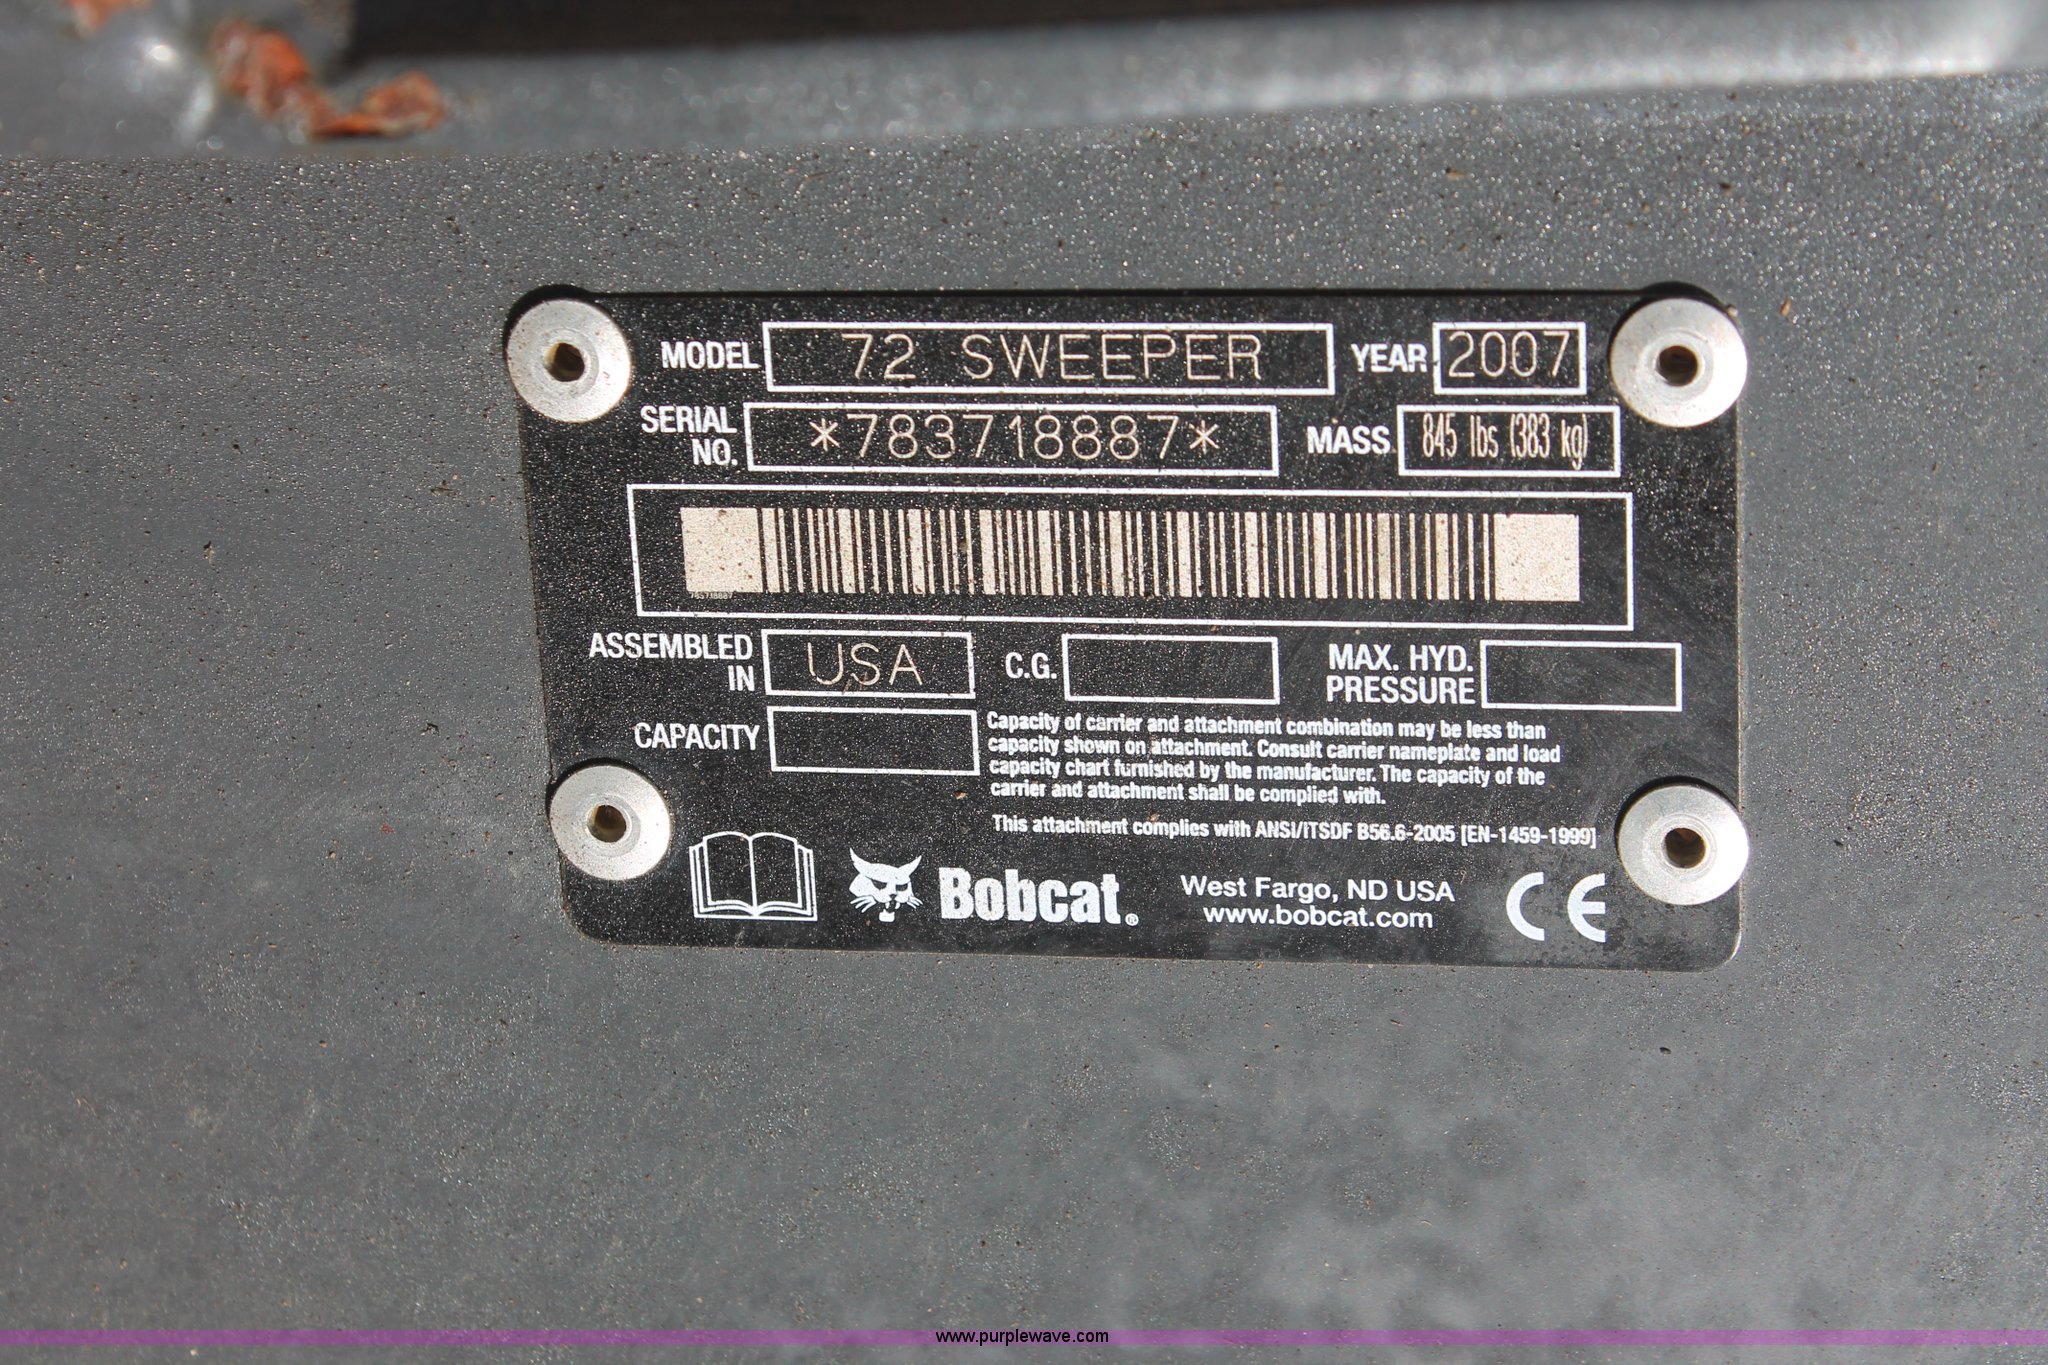 MODEL 72 SWEEPER YEAR 2007
SERIAL NO. *783718887* MASS 845 lbs (383 kg)
783718887
ASSEMBLED IN USA C.G. MAX. HYD. PRESSURE
CAPACITY
Capacity of carrier and attachment combination may be less than
capacity shown on attachment. Consult carrier nameplate and load
capacity chart furnished by the manufacturer. The capacity of the
carrier and attachment shall be complied with.
This attachment complies with ANSI/ITSDF B56.6-2005 [EN-1459-1999]
Bobcat®
West Fargo, ND USA
www.bobcat.com
CE
www.purplewave.com